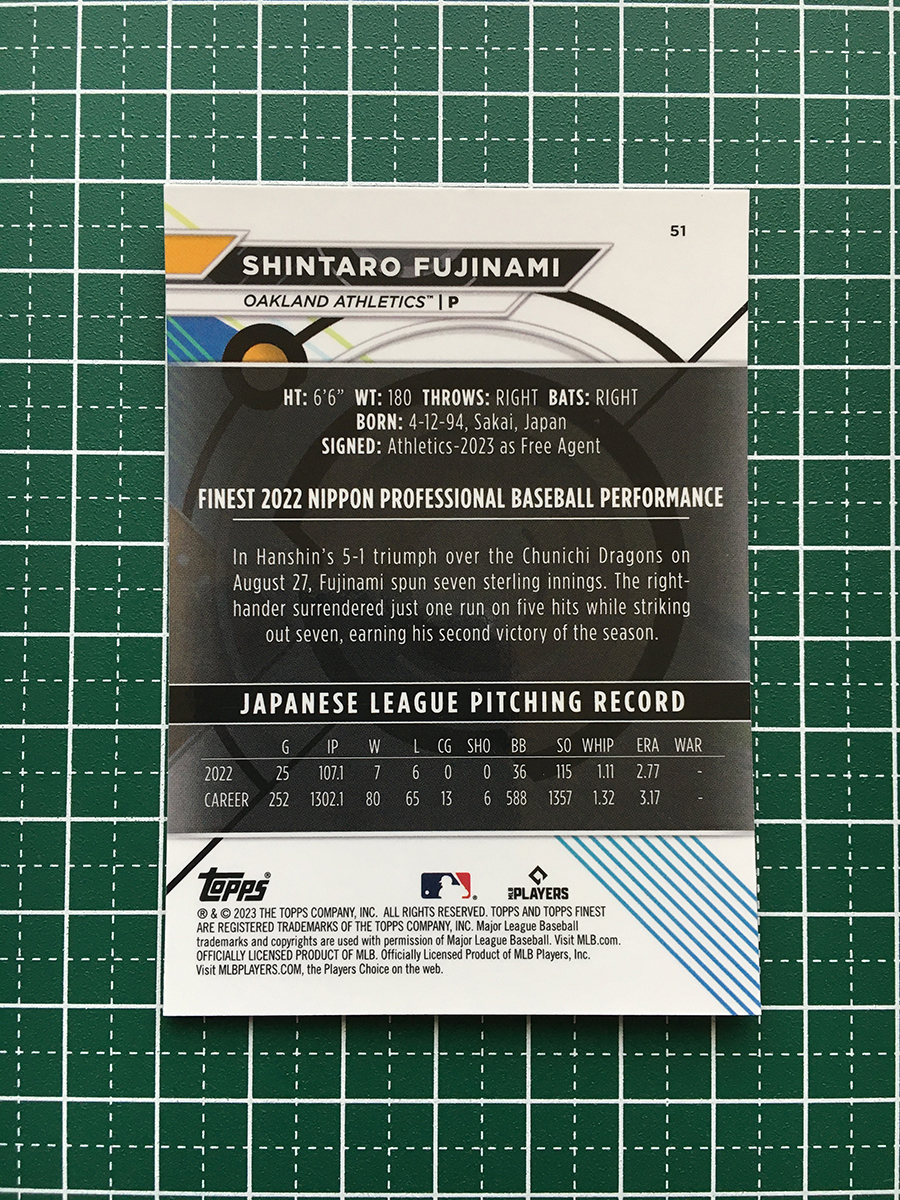 51
SHINTARO FUJINAMI
OAKLAND ATHLETICS™ | P
HT: 6'6" WT: 180 THROWS: RIGHT BATS: RIGHT
BORN: 4-12-94, Sakai, Japan
SIGNED: Athletics-2023 as Free Agent
FINEST 2022 NIPPON PROFESSIONAL BASEBALL PERFORMANCE
In Hanshin's 5-1 triumph over the Chunichi Dragons on
August 27, Fujinami spun seven sterling innings. The right-
hander surrendered just one run on five hits while striking
out seven, earning his second victory of the season.
JAPANESE LEAGUE PITCHING RECORD
G IP W L CG SHO BB SO WHIP ERA WAR
2022 25 107.1 7 6 0 0 36 115 1.11 2.77 -
CAREER 252 1302.1 80 65 13 6 588 1357 1.32 3.17 -
topps® MLB PLAYERS
® & © 2023 THE TOPPS COMPANY, INC. ALL RIGHTS RESERVED. TOPPS AND TOPPS FINEST
ARE REGISTERED TRADEMARKS OF THE TOPPS COMPANY, INC. Major League Baseball
trademarks and copyrights are used with permission of Major League Baseball. Visit MLB.com.
OFFICIALLY LICENSED PRODUCT OF MLB. Officially Licensed Product of MLB Players, Inc.
Visit MLBPLAYERS.COM, the Players Choice on the web.